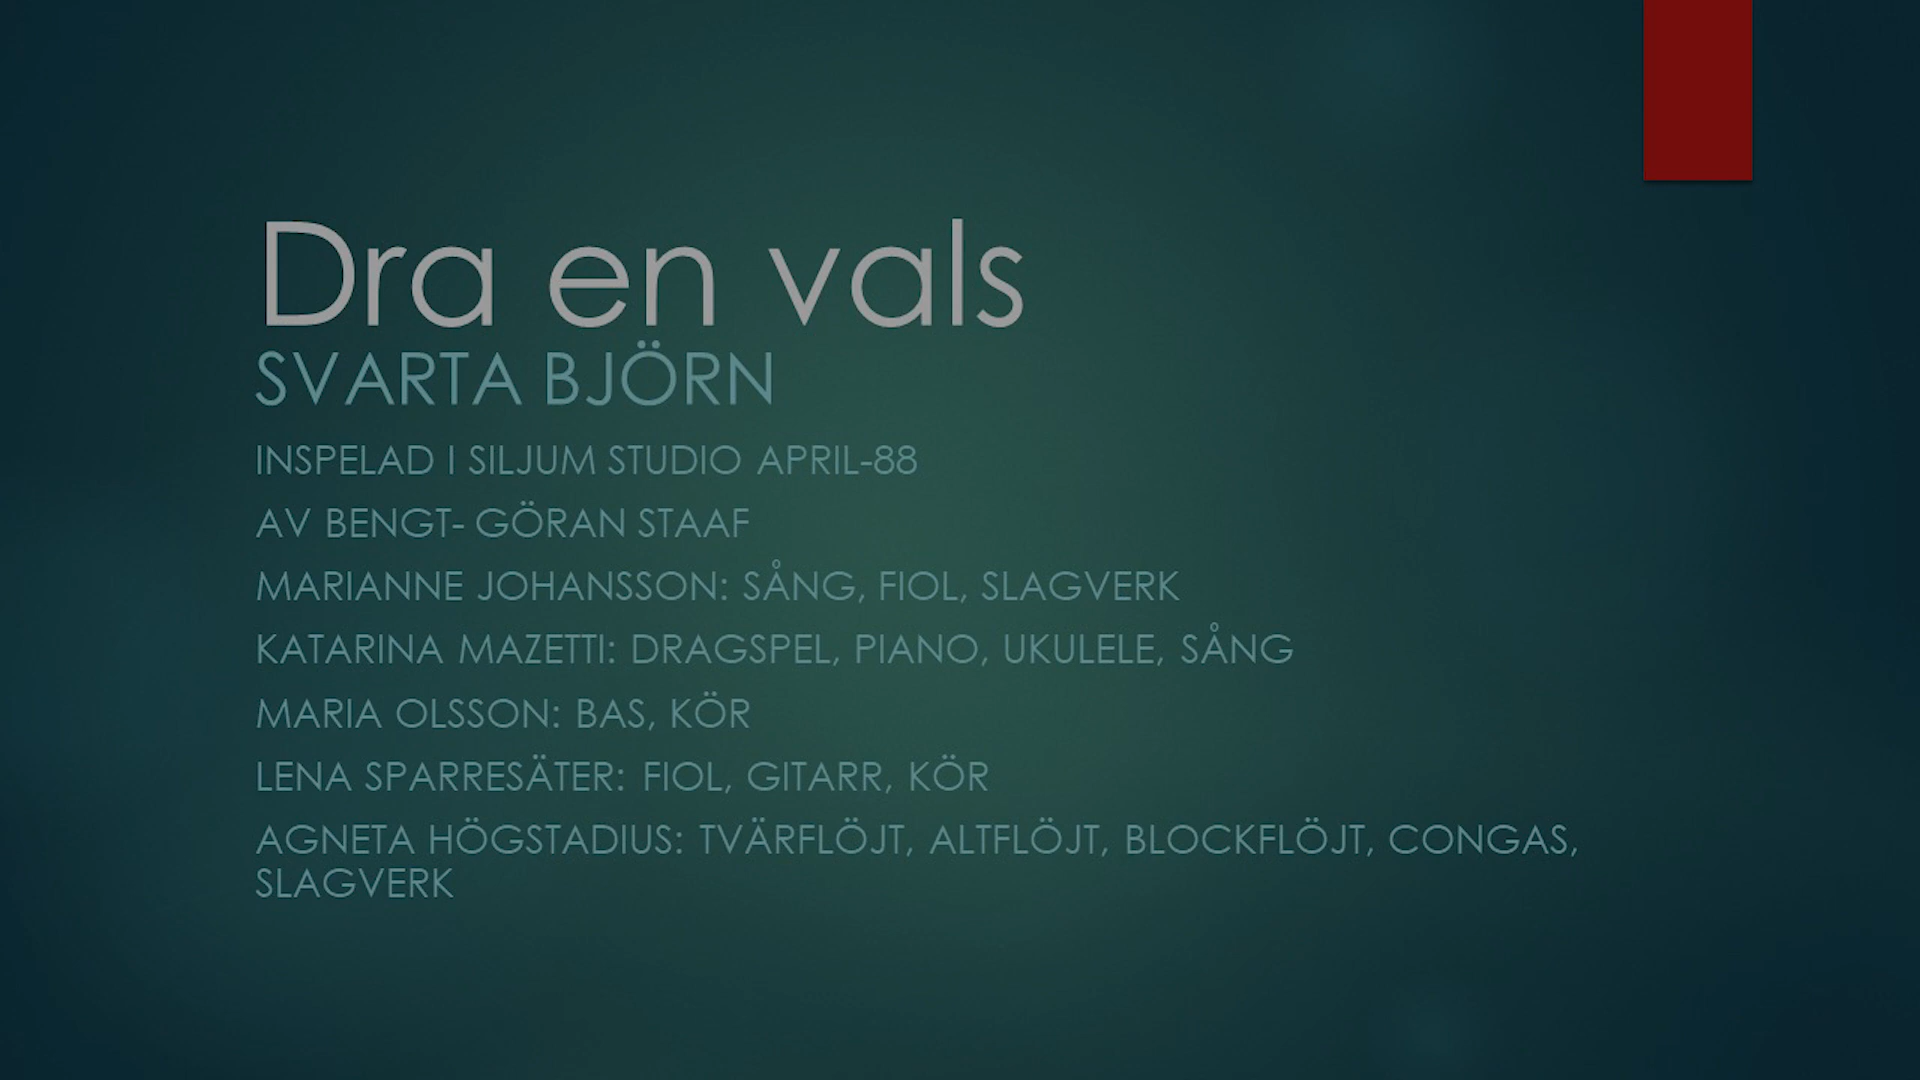 Dra en vals
SVARTA BJÖRN
INSPELAD I SILJUM STUDIO APRIL-88
AV BENGT- GÖRAN STAAF
MARIANNE JOHANSSON: SÅNG, FIOL, SLAGVERK
KATARINA MAZETTI: DRAGSPEL, PIANO, UKULELE, SÅNG
MARIA OLSSON: BAS, KÖR
LENA SPARRESÄTER: FIOL, GITARR, KÖR
AGNETA HÖGSTADIUS: TVÄRFLÖJT, ALTFLÖJT, BLOCKFLÖJT, CONGAS,
SLAGVERK